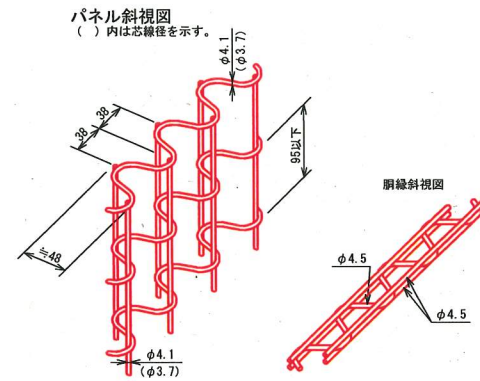 パネル斜視図
( )内は芯線径を示す。
φ4.1
(φ3.7)
38
38
95以下
≒48
胴縁斜視図
φ4.5
φ4.5
φ4.1
(φ3.7)